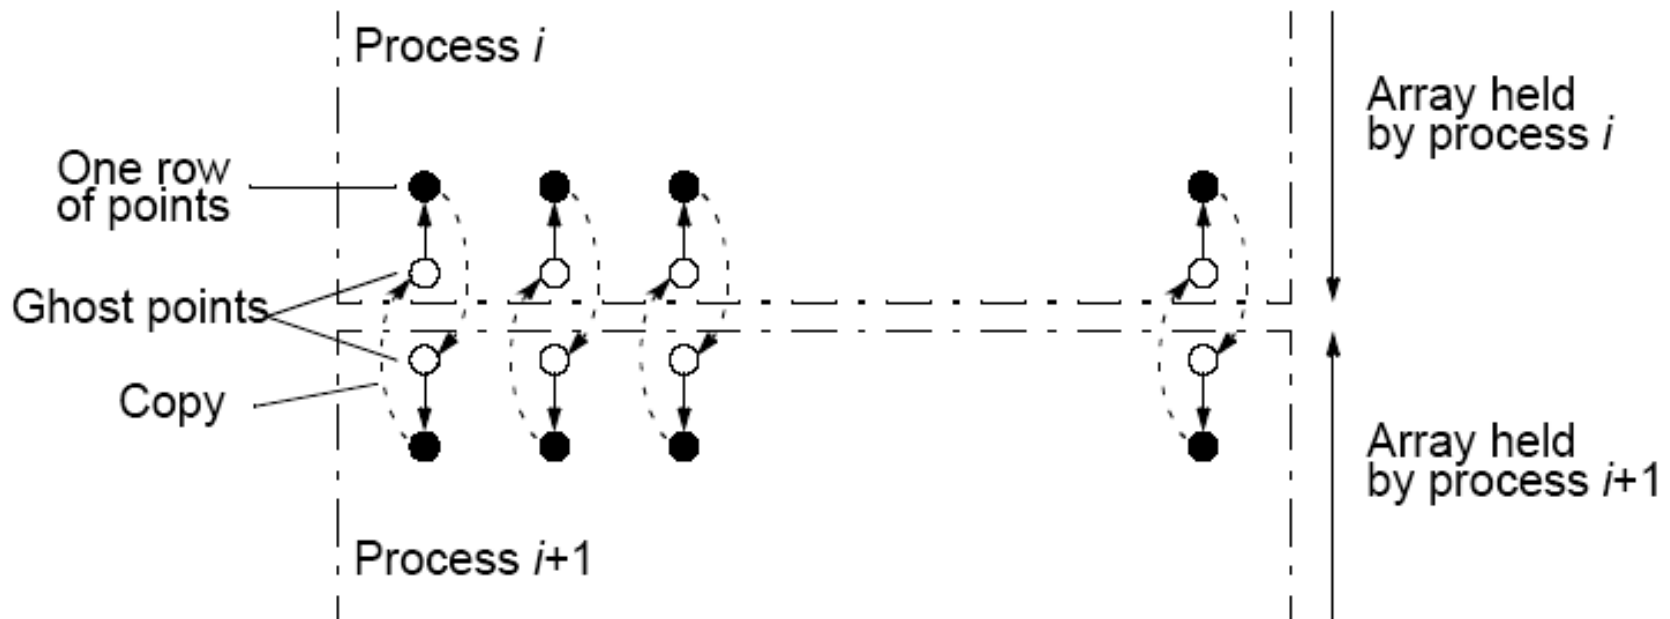 Process i
Array held
by process i
One row
of points
Ghost points
Copy
Array held
by process i+1
Process i+1